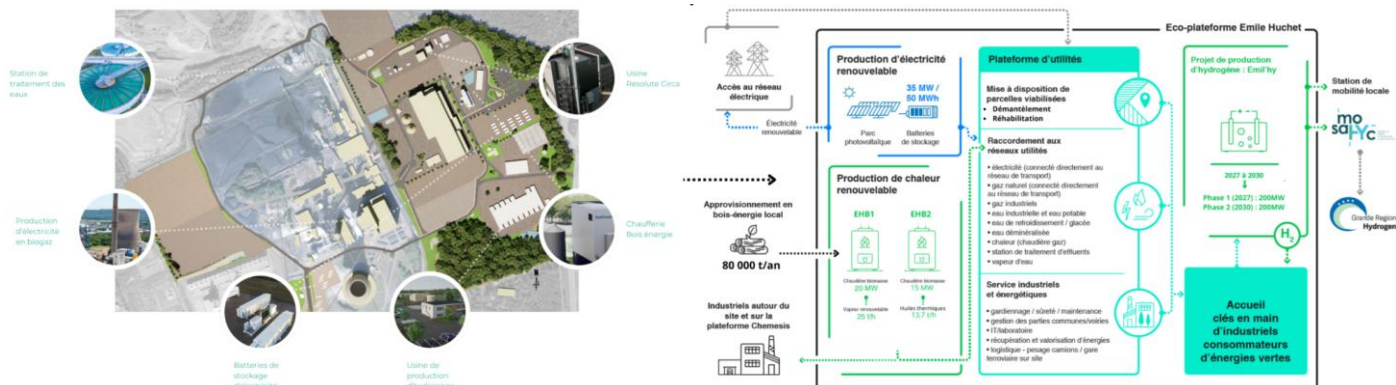 Station de
traitement des
eaux
Usine
Resolute Circa
Production
d'électricité
en biogaz
Chaufferie
Bois énergie
Batteries de
stockage
d'électricité
Usine de
production
d'hydrogène
Eco-plateforme Emile Huchet
Accès au réseau
électrique
Électricité
renouvelable
Approvisionnement en
bois-énergie local
80 000 t/an
Industriels autour du
site et sur la
plateforme Chemesis
Production d'électricité
renouvelable
35 MW /
50 MWh
Parc
photovoltaïque
Batteries
de stockage
Production de chaleur
renouvelable
EHB1
EHB2
Chaudière biomasse
20 MW
Chaudière biomasse
15 MW
Vapeur renouvelable
25 t/h
Huiles thermiques
13,7 t/h
Plateforme d'utilités
Mise à disposition de
parcelles viabilisées
• Démantèlement
• Réhabilitation
Raccordement aux
réseaux utilités
• électricité (connecté directement au
réseau de transport)
• gaz naturel (connecté directement
au réseau de transport)
• gaz industriels
• eau industrielle et eau potable
• eau de refroidissement / glacée
• eau déminéralisée
• chaleur (chaudière gaz)
• station de traitement d'effluents
• vapeur d'eau
Service industriels
et énergétiques
• gardiennage / sûreté / maintenance
• gestion des parties communes/voiries
• IT/laboratoire
• récupération et valorisation d'énergies
• logistique - pesage camions / gare
ferroviaire sur site
Projet de production
d'hydrogène : Emil'hy
2027 à 2030
Phase 1 (2027) : 200MW
Phase 2 (2030) : 200MW
H2
Accueil
clés en main
d'industriels
consommateurs
d'énergies vertes
Station de
mobilité locale
mo
saHYc
Grande Region
Hydrogen